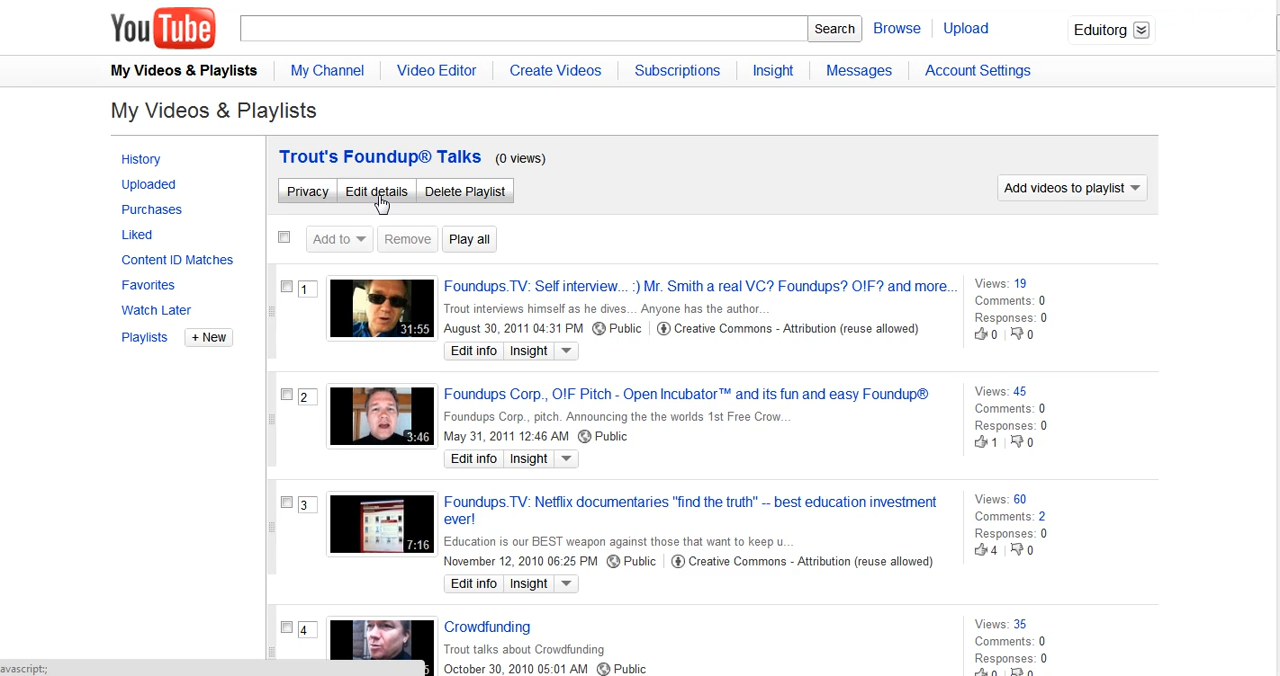 YouTube Search Browse Upload Eduitorg
My Videos & Playlists My Channel Video Editor Create Videos Subscriptions Insight Messages Account Settings
My Videos & Playlists
History
Uploaded
Purchases
Liked
Content ID Matches
Favorites
Watch Later
Playlists + New
Trout's Foundup® Talks (0 views)
Privacy Edit details Delete Playlist Add videos to playlist
Add to Remove Play all
1 31:55 Foundups.TV: Self interview... :) Mr. Smith a real VC? Foundups? O!F? and more...
Trout interviews himself as he dives... Anyone has the author...
August 30, 2011 04:31 PM Public Creative Commons - Attribution (reuse allowed)
Edit info Insight
Views: 19
Comments: 0
Responses: 0
0 0
2 3:46 Foundups Corp., O!F Pitch - Open Incubator™ and its fun and easy Foundup®
Foundups Corp., pitch. Announcing the the worlds 1st Free Crow...
May 31, 2011 12:46 AM Public
Edit info Insight
Views: 45
Comments: 0
Responses: 0
1 0
3 7:16 Foundups.TV: Netflix documentaries "find the truth" -- best education investment
ever!
Education is our BEST weapon against those that want to keep u...
November 12, 2010 06:25 PM Public Creative Commons - Attribution (reuse allowed)
Edit info Insight
Views: 60
Comments: 2
Responses: 0
4 0
4 Crowdfunding
Trout talks about Crowdfunding
October 30, 2010 05:01 AM Public
Views: 35
Comments: 0
Responses: 0
0 0
avascript:;